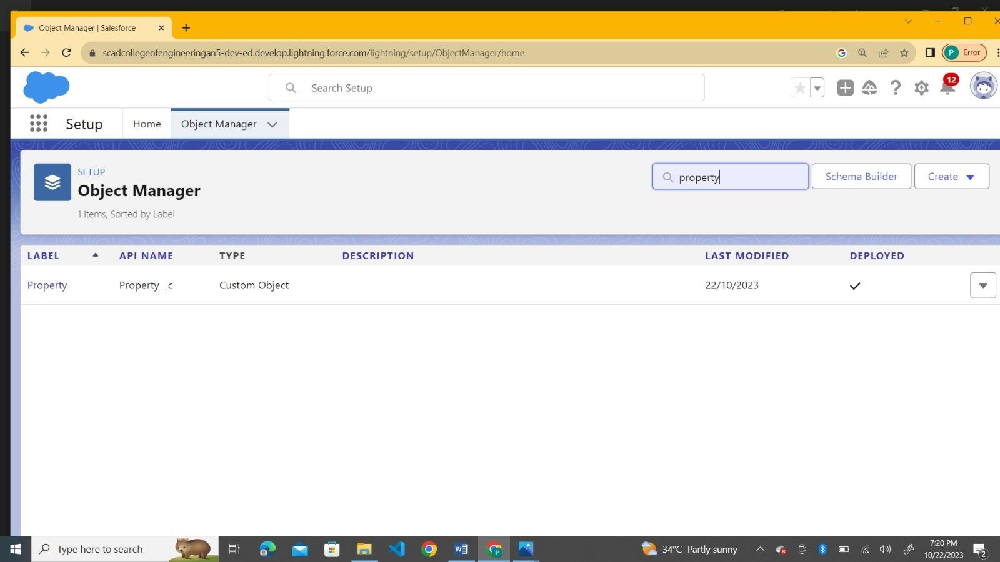 Object Manager | Salesforce
scadcollegeofengineeringan5-dev-ed.develop.lightning.force.com/lightning/setup/ObjectManager/home
P Error
Search Setup
12
Setup
Home
Object Manager
SETUP
Object Manager
1 Items, Sorted by Label
property
Schema Builder
Create
LABEL API NAME TYPE DESCRIPTION LAST MODIFIED DEPLOYED
Property Property__c Custom Object 22/10/2023
Type here to search
34°C Partly sunny
7:20 PM
10/22/2023
2